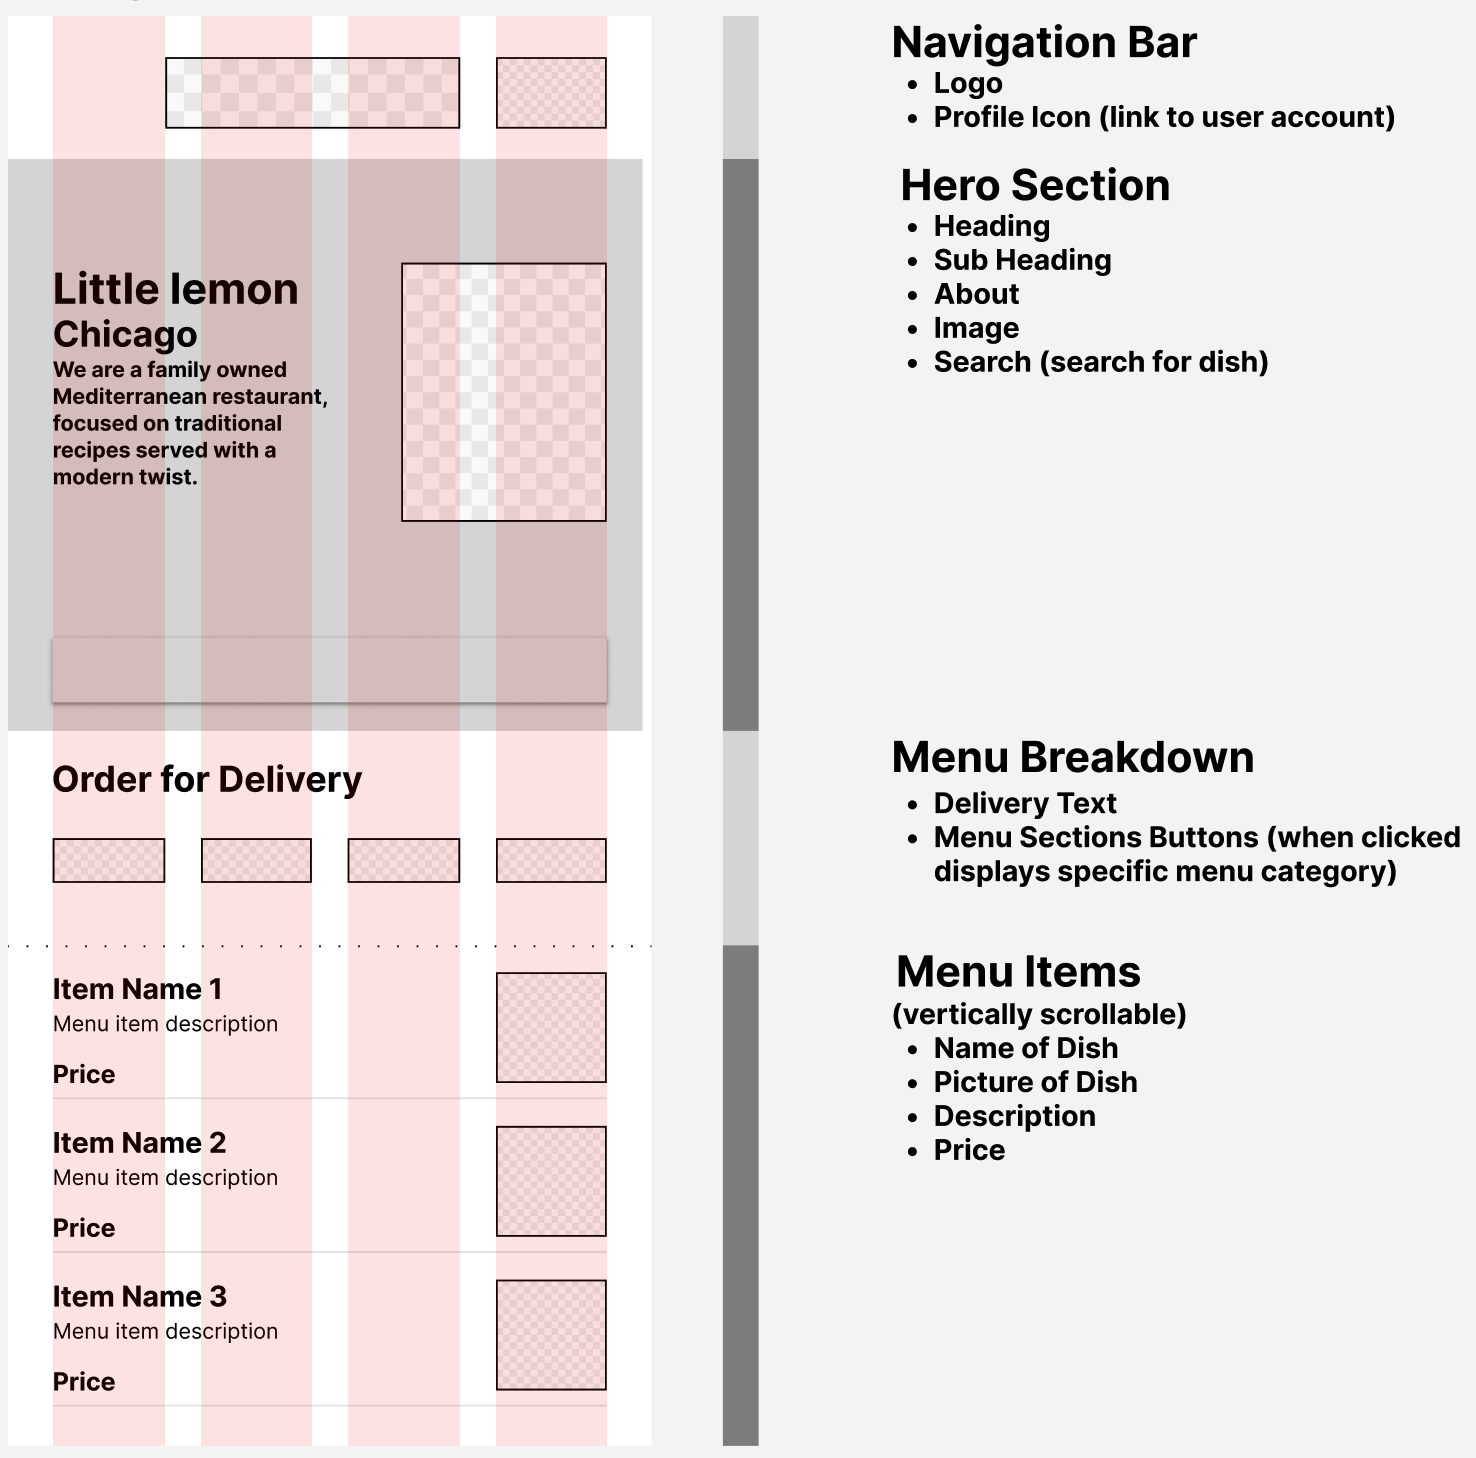 Navigation Bar
Logo
Profile Icon (link to user account)
Hero Section
Heading
Sub Heading
About
Image
Search (search for dish)
Little lemon
Chicago
We are a family owned
Mediterranean restaurant,
focused on traditional
recipes served with a
modern twist.
Order for Delivery
Menu Breakdown
Delivery Text
Menu Sections Buttons (when clicked
displays specific menu category)
Item Name 1
Menu item description
Price
Item Name 2
Menu item description
Price
Item Name 3
Menu item description
Price
Menu Items
(vertically scrollable)
Name of Dish
Picture of Dish
Description
Price